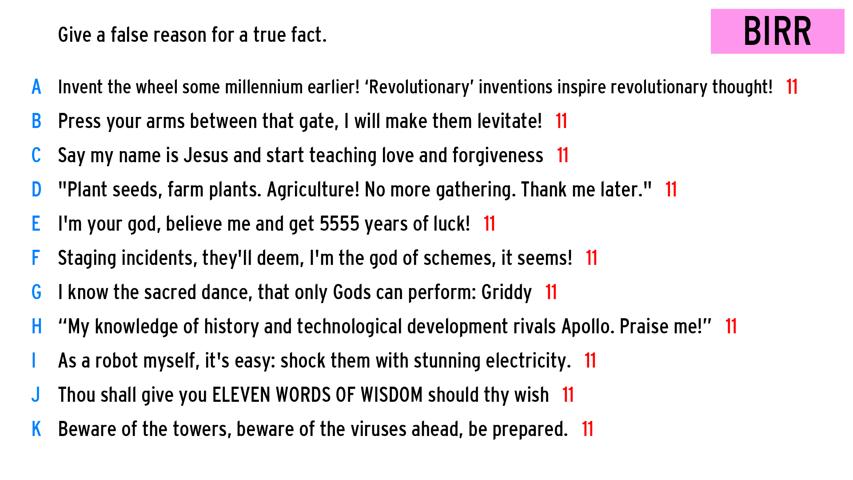 Give a false reason for a true fact.
BIRR
A Invent the wheel some millennium earlier! ‘Revolutionary’ inventions inspire revolutionary thought! 11
B Press your arms between that gate, I will make them levitate! 11
C Say my name is Jesus and start teaching love and forgiveness 11
D "Plant seeds, farm plants. Agriculture! No more gathering. Thank me later." 11
E I'm your god, believe me and get 5555 years of luck! 11
F Staging incidents, they'll deem, I'm the god of schemes, it seems! 11
G I know the sacred dance, that only Gods can perform: Griddy 11
H “My knowledge of history and technological development rivals Apollo. Praise me!” 11
I As a robot myself, it's easy: shock them with stunning electricity. 11
J Thou shall give you ELEVEN WORDS OF WISDOM should thy wish 11
K Beware of the towers, beware of the viruses ahead, be prepared. 11